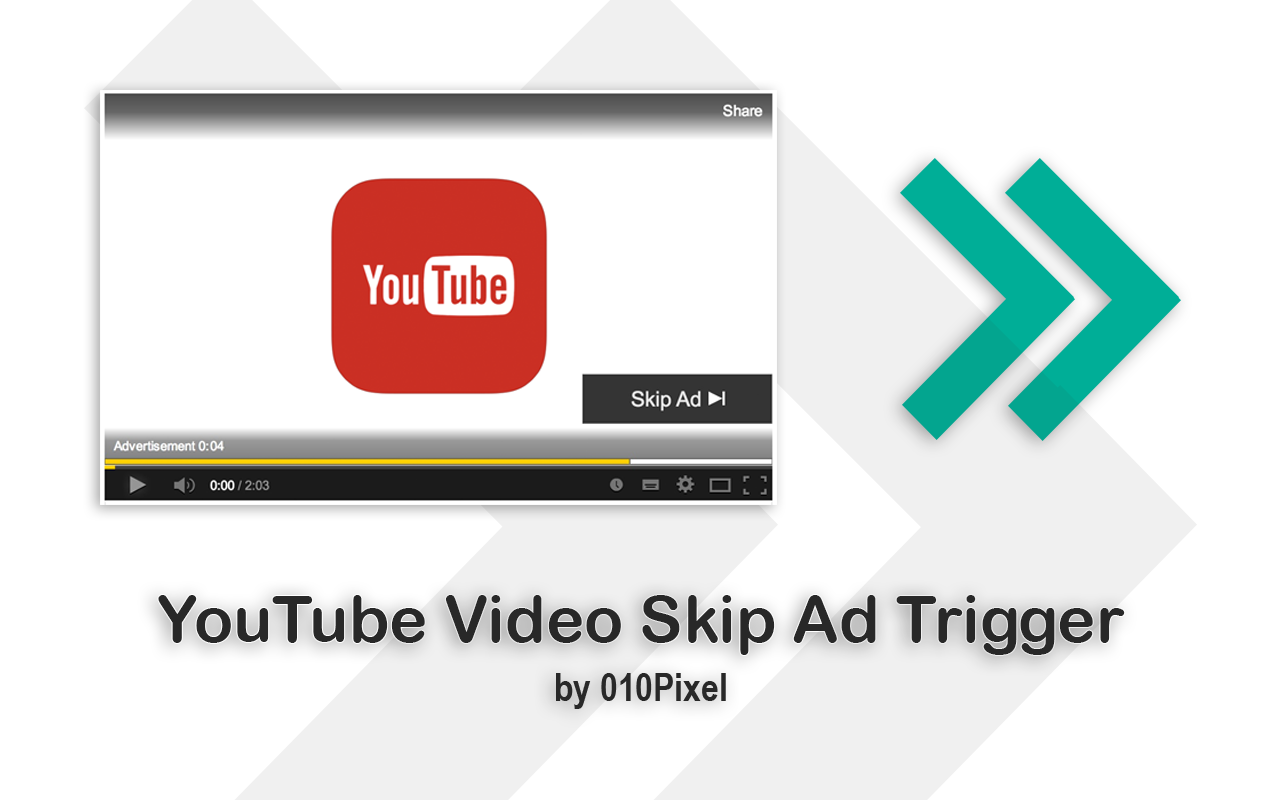 Share
YouTube
Skip Ad
Advertisement 0:04
0:00 / 2:03
YouTube Video Skip Ad Trigger
by 010Pixel